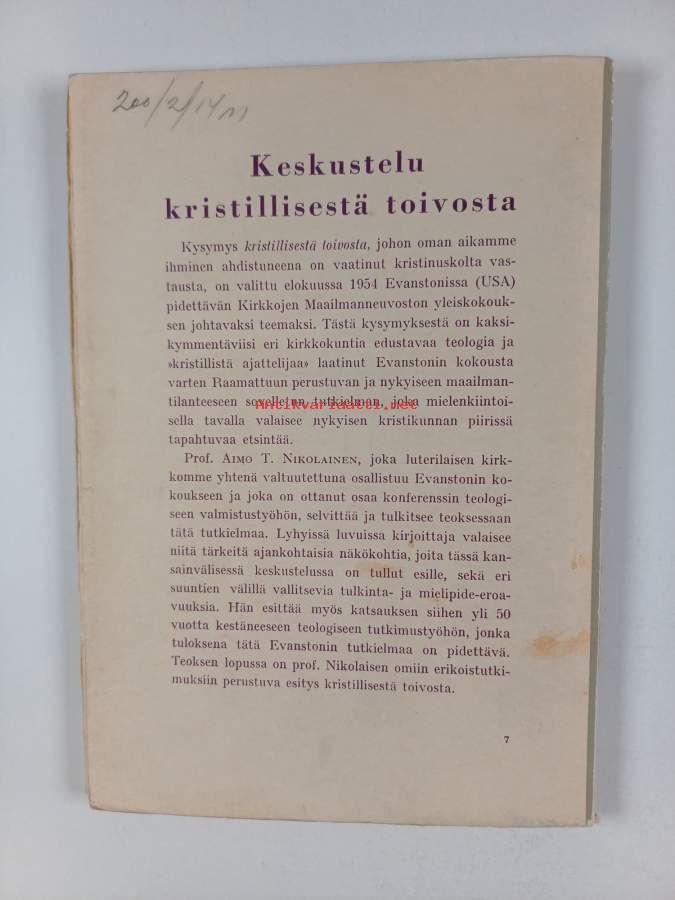 200/2/14
Keskustelu
kristillisestä toivosta
Kysymys kristillisestä toivosta, johon oman aikamme
ihminen ahdistuneena on vaatinut kristinuskolta vas-
tausta, on valittu elokuussa 1954 Evanstonissa (USA)
pidettävän Kirkkojen Maailmanneuvoston yleiskokouk-
sen johtavaksi teemaksi. Tästä kysymyksestä on kaksi-
kymmentäviisi eri kirkkokuntia edustavaa teologia ja
»kristillistä ajattelijaa» laatinut Evanstonin kokousta
varten Raamattuun perustuvan ja nykyiseen maailman-
tilanteeseen sovelletun tutkielman, joka mielenkiintoi-
Antikvariaatti.net
sella tavalla valaisee nykyisen kristikunnan piirissä
tapahtuvaa etsintää.
Prof. AIMO T. NIKOLAINEN, joka luterilaisen kirk-
komme yhtenä valtuutettuna osallistuu Evanstonin ko-
koukseen ja joka on ottanut osaa konferenssin teologi-
seen valmistustyöhön, selvittää ja tulkitsee teoksessaan
tätä tutkielmaa. Lyhyissä luvuissa kirjoittaja valaisee
niitä tärkeitä ajankohtaisia näkökohtia, joita tässä kan-
sainvälisessä keskustelussa on tullut esille, sekä eri
suuntien välillä vallitsevia tulkinta- ja mielipide-eroa-
vuuksia. Hän esittää myös katsauksen siihen yli 50
vuotta kestäneeseen teologiseen tutkimustyöhön, jonka
tuloksena tätä Evanstonin tutkielmaa on pidettävä.
Teoksen lopussa on prof. Nikolaisen omiin erikoistutki-
muksiin perustuva esitys kristillisestä toivosta.
7